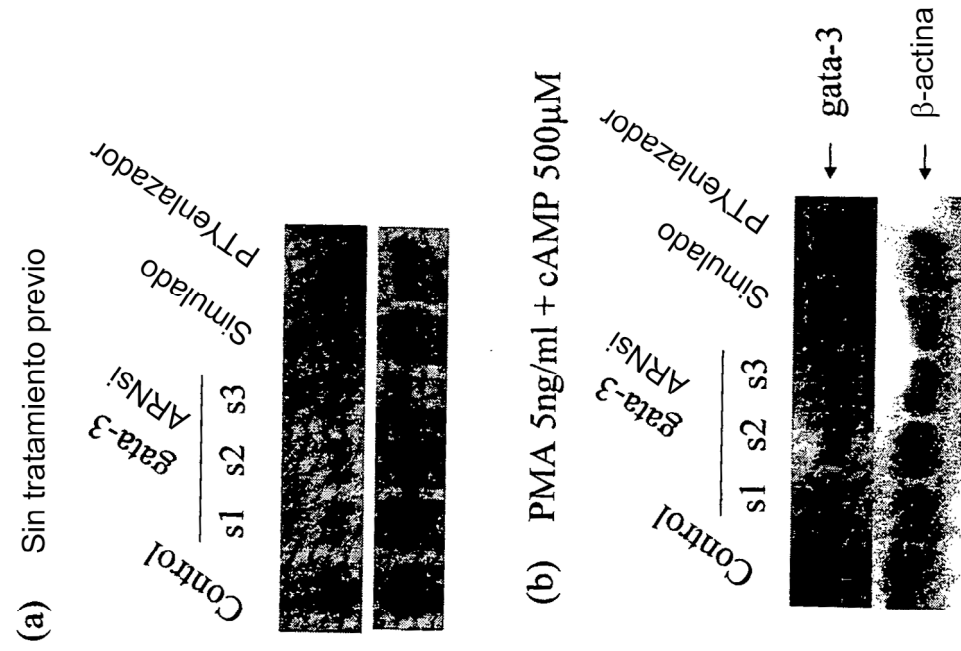 (a) Sin tratamiento previo
Control
gata-3
ARNsi
s1 s2 s3
Simulado
PTYenlazador
(b) PMA 5ng/ml + cAMP 500µM
Control
gata-3
ARNsi
s1 s2 s3
Simulado
PTYenlazador
← gata-3
← β-actina